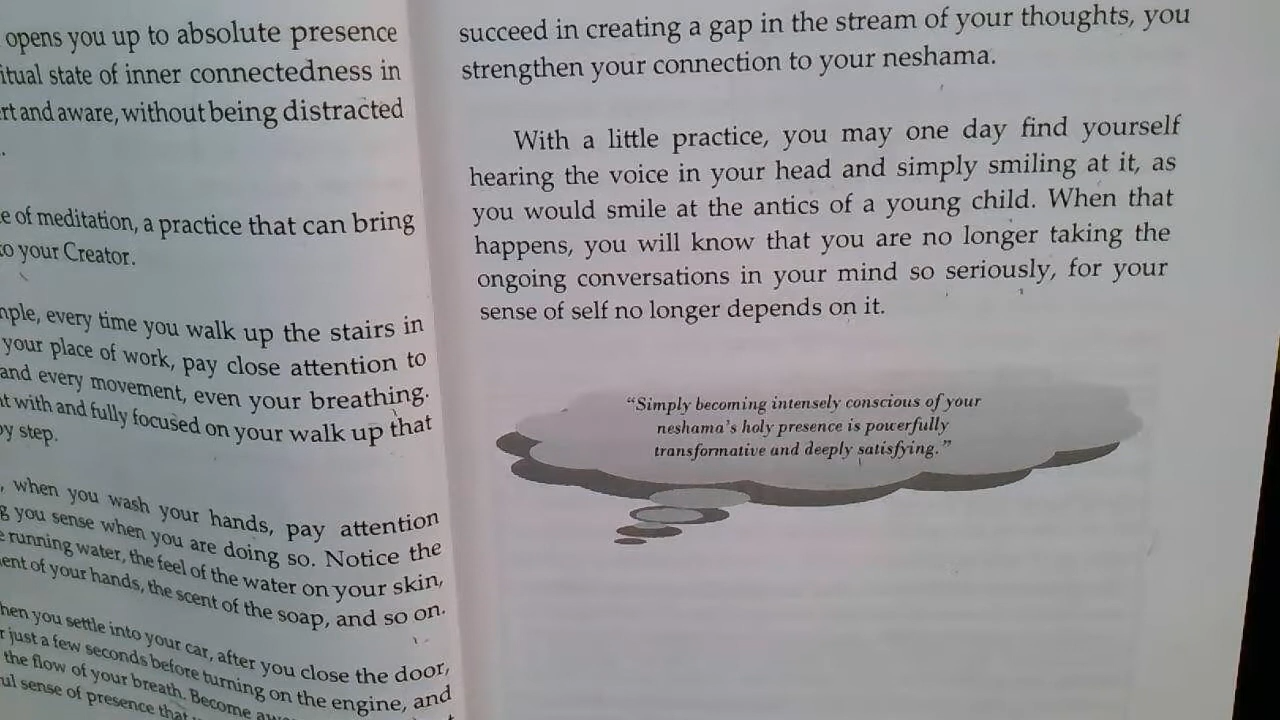 opens you up to absolute presence
itual state of inner connectedness in
rt and aware, without being distracted
.
e of meditation, a practice that can bring
to your Creator.
mple, every time you walk up the stairs in
your place of work, pay close attention to
and every movement, even your breathing.
nt with and fully focused on your walk up that
by step.
, when you wash your hands, pay attention
g you sense when you are doing so. Notice the
e running water, the feel of the water on your skin,
ent of your hands, the scent of the soap, and so on.
hen you settle into your car, after you close the door,
r just a few seconds before turning on the engine, and
the flow of your breath. Become
ul sense of presence that
succeed in creating a gap in the stream of your thoughts, you
strengthen your connection to your neshama.
With a little practice, you may one day find yourself
hearing the voice in your head and simply smiling at it, as
you would smile at the antics of a young child. When that
happens, you will know that you are no longer taking the
ongoing conversations in your mind so seriously, for your
sense of self no longer depends on it.
“Simply becoming intensely conscious of your
neshama’s holy presence is powerfully
transformative and deeply satisfying.”